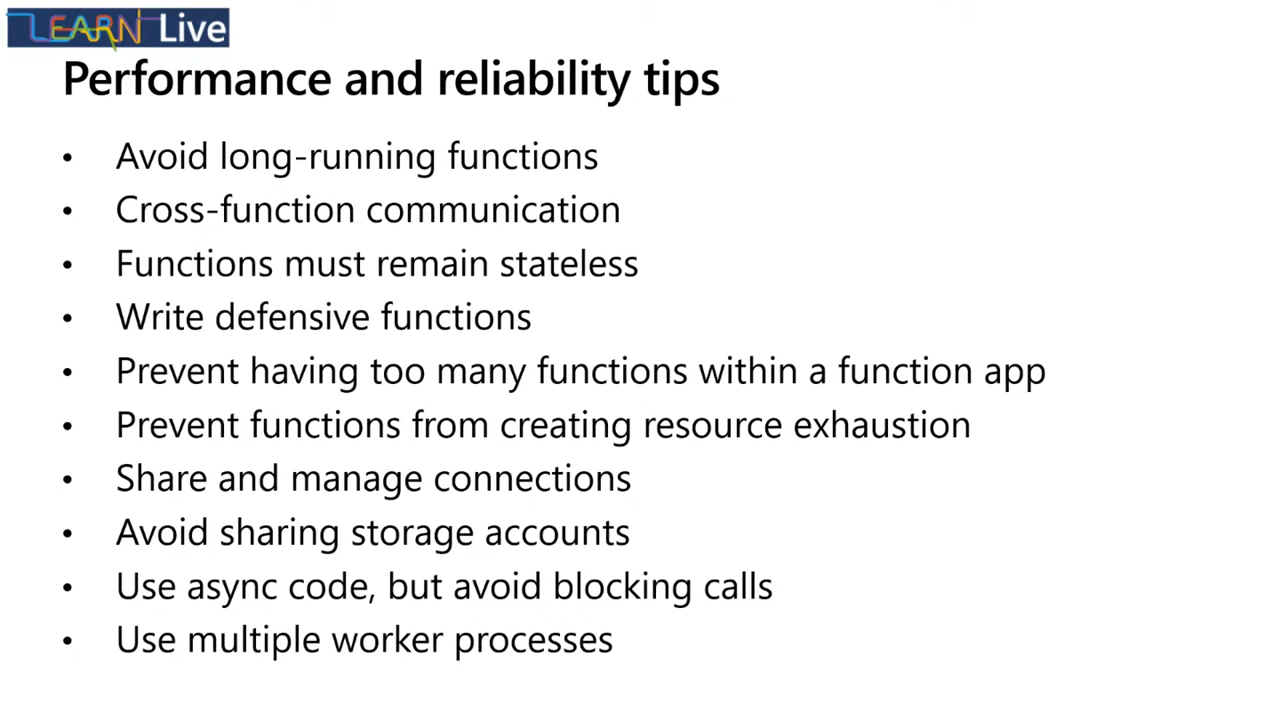 LEARN Live
Performance and reliability tips
• Avoid long-running functions
• Cross-function communication
• Functions must remain stateless
• Write defensive functions
• Prevent having too many functions within a function app
• Prevent functions from creating resource exhaustion
• Share and manage connections
• Avoid sharing storage accounts
• Use async code, but avoid blocking calls
• Use multiple worker processes